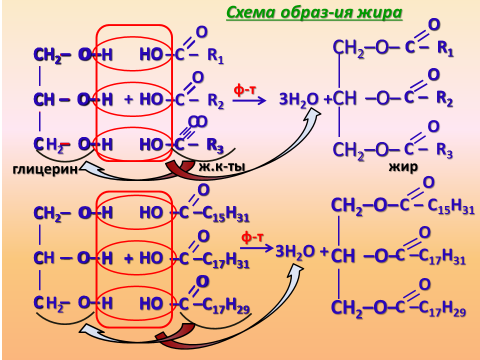 Схема образ-ия жира
O O
CH₂– O–H HO–C – R₁ CH₂–O– C – R₁
O ф-т O
CH – O–H + HO–C – R₂ 3H₂O + CH –O–C – R₂
OO O
CH₂– O–H HO–C – R₃ CH₂–O– C – R₃
глицерин ж.к-ты жир
O O
CH₂– O–H HO –C –C₁₅H₃₁ CH₂ –O–C –C₁₅H₃₁
O ф-т O
CH – O–H + HO –C –C₁₇H₃₁ 3H₂O + CH –O–C –C₁₇H₃₁
O O
CH₂– O–H HO –C –C₁₇H₂₉ CH₂ –O–C –C₁₇H₂₉